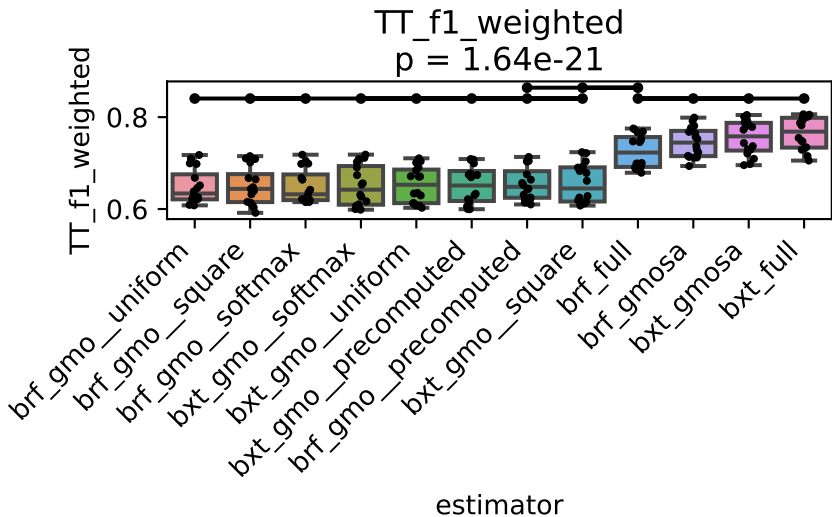 TT_f1_weighted
p = 1.64e-21
TT_f1_weighted
0.8
0.6
brf_gmo__uniform
brf_gmo__square
brf_gmo__softmax
bxt_gmo__softmax
bxt_gmo__uniform
bxt_gmo__precomputed
brf_gmo__precomputed
bxt_gmo__square
brf_full
brf_gmosa
bxt_gmosa
bxt_full
estimator